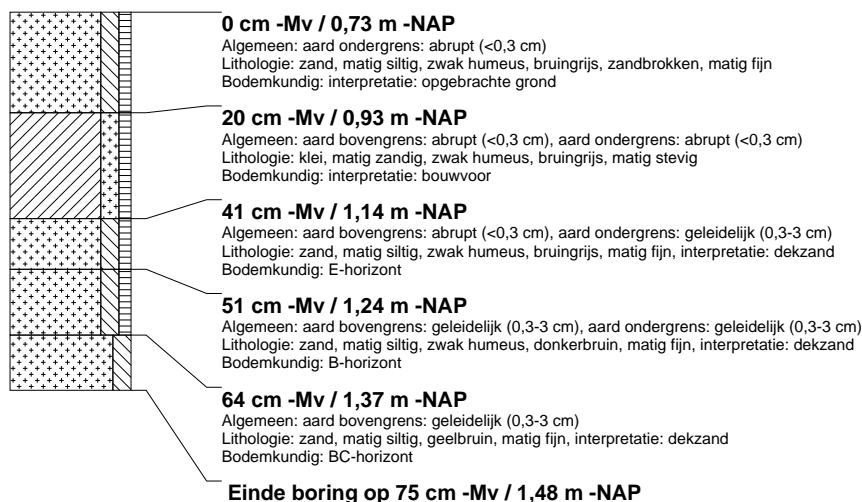 0 cm -Mv / 0,73 m -NAP
Algemeen: aard ondergrens: abrupt (<0,3 cm)
Lithologie: zand, matig siltig, zwak humeus, bruingrijs, zandbrokken, matig fijn
Bodemkundig: interpretatie: opgebrachte grond
20 cm -Mv / 0,93 m -NAP
Algemeen: aard bovengrens: abrupt (<0,3 cm), aard ondergrens: abrupt (<0,3 cm)
Lithologie: klei, matig zandig, zwak humeus, bruingrijs, matig stevig
Bodemkundig: interpretatie: bouwvoor
41 cm -Mv / 1,14 m -NAP
Algemeen: aard bovengrens: abrupt (<0,3 cm), aard ondergrens: geleidelijk (0,3-3 cm)
Lithologie: zand, matig siltig, zwak humeus, bruingrijs, matig fijn, interpretatie: dekzand
Bodemkundig: E-horizont
51 cm -Mv / 1,24 m -NAP
Algemeen: aard bovengrens: geleidelijk (0,3-3 cm), aard ondergrens: geleidelijk (0,3-3 cm)
Lithologie: zand, matig siltig, zwak humeus, donkerbruin, matig fijn, interpretatie: dekzand
Bodemkundig: B-horizont
64 cm -Mv / 1,37 m -NAP
Algemeen: aard bovengrens: geleidelijk (0,3-3 cm)
Lithologie: zand, matig siltig, geelbruin, matig fijn, interpretatie: dekzand
Bodemkundig: BC-horizont
Einde boring op 75 cm -Mv / 1,48 m -NAP